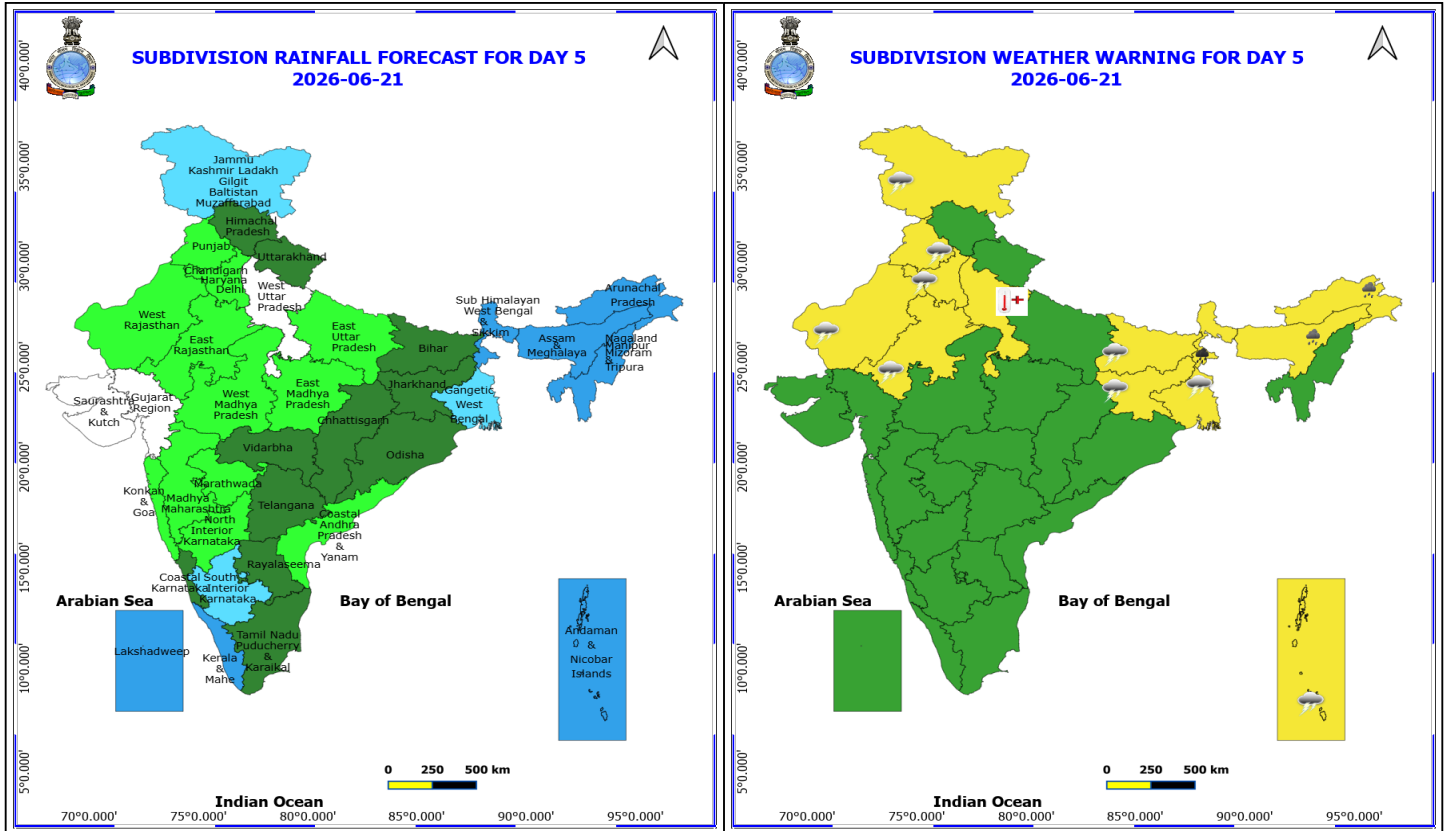 SUBDIVISION RAINFALL FORECAST FOR DAY 5
2026-06-21
40°0.000'
35°0.000'
30°0.000'
25°0.000'
20°0.000'
15°0.000'
10°0.000'
5°0.000'
Jammu
Kashmir Ladakh
Gilgit
Baltistan
Muzaffarabad
Himachal
Pradesh
Punjab
Uttarakhand
Chandigarh
Haryana
Delhi
West
Uttar
Pradesh
West
Rajasthan
East
Rajasthan
East
Uttar
Pradesh
Bihar
Sub Himalayan
West Bengal
&
Sikkim
Arunachal
Pradesh
Assam
&
Meghalaya
Nagaland
Manipur
Mizoram
&
Tripura
Jharkhand
Gangetic
West
Bengal
Saurashtra
&
Kutch
Gujarat
Region
West
Madhya
Pradesh
East
Madhya
Pradesh
Chhattisgarh
Odisha
Vidarbha
Marathwada
Madhya
Maharashtra
Konkan
&
Goa
North
Interior
Karnataka
Telangana
Coastal
Andhra
Pradesh
&
Yanam
Rayalaseema
Coastal
Karnataka
South
Interior
Karnataka
Tamil Nadu
Puducherry
&
Karaikal
Kerala
&
Mahe
Lakshadweep
Andaman
&
Nicobar
Islands
Arabian Sea
Bay of Bengal
Indian Ocean
0 250 500 km
70°0.000' 75°0.000' 80°0.000' 85°0.000' 90°0.000' 95°0.000'
SUBDIVISION WEATHER WARNING FOR DAY 5
2026-06-21
40°0.000'
35°0.000'
30°0.000'
25°0.000'
20°0.000'
15°0.000'
10°0.000'
5°0.000'
Arabian Sea
Bay of Bengal
Indian Ocean
0 250 500 km
70°0.000' 75°0.000' 80°0.000' 85°0.000' 90°0.000' 95°0.000'